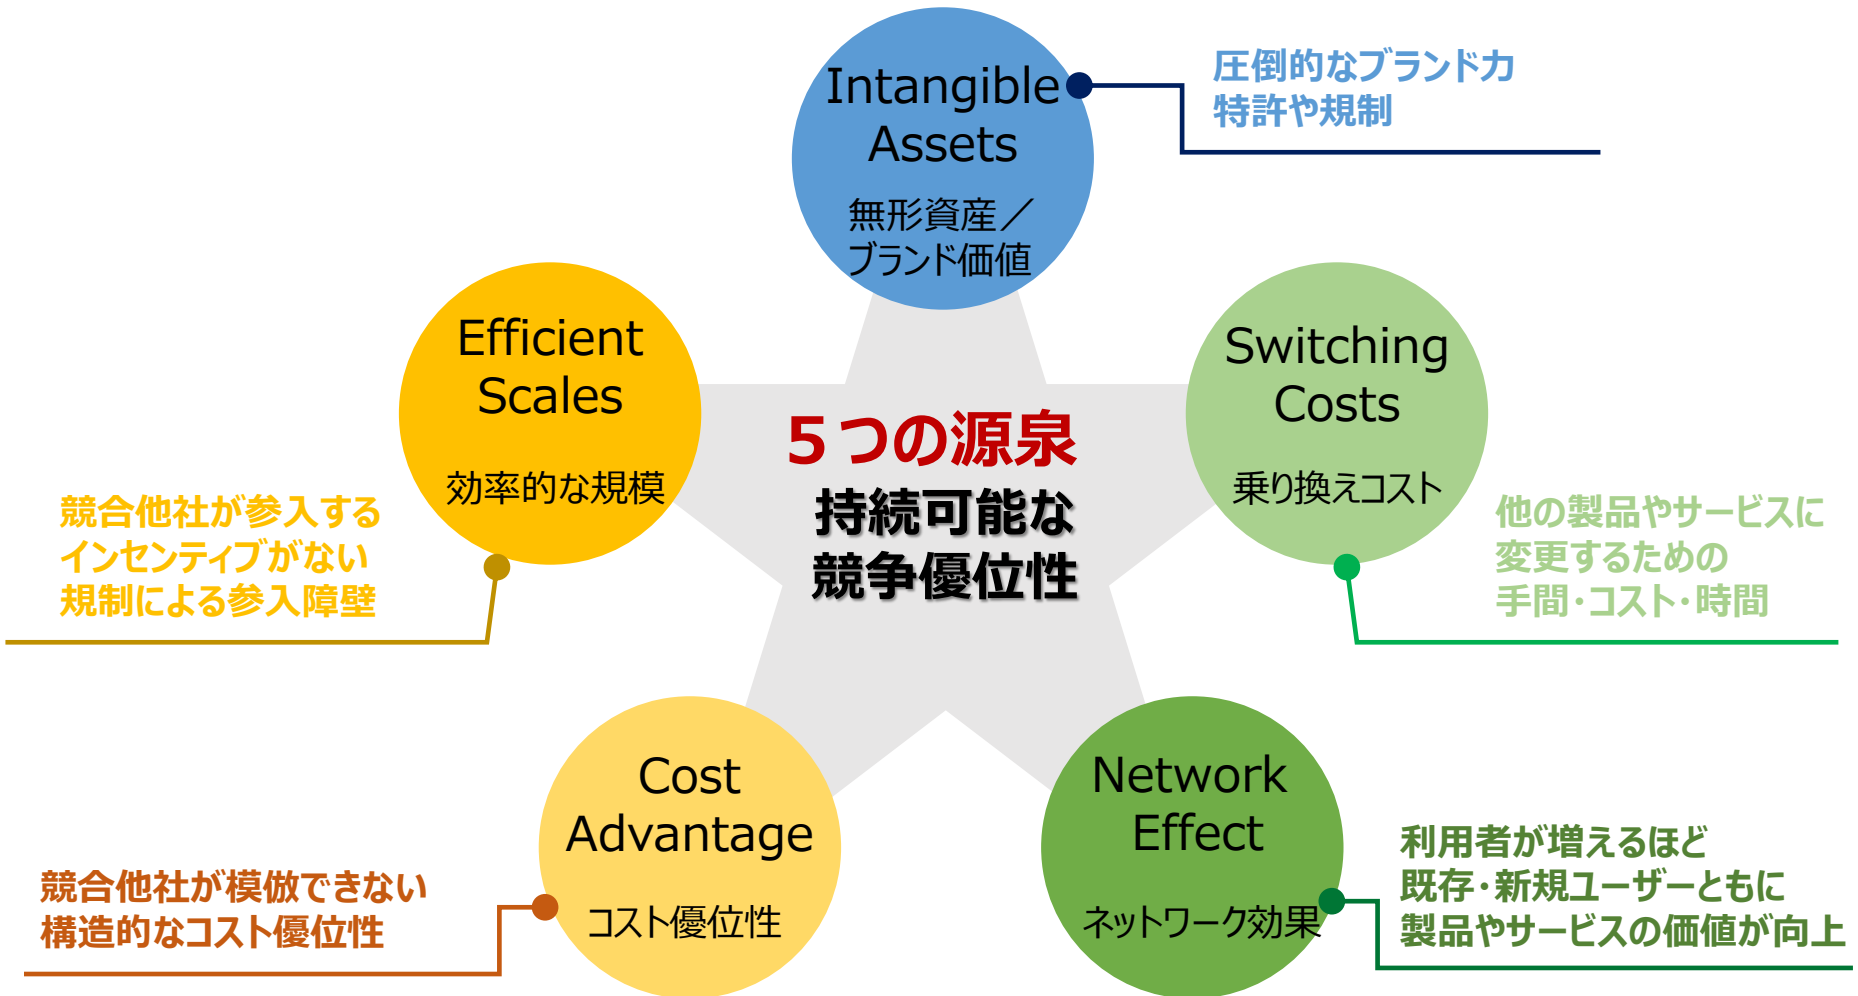 Intangible
Assets
無形資産／
ブランド価値
圧倒的なブランド力
特許や規制
Efficient
Scales
効率的な規模
競合他社が参入する
インセンティブがない
規制による参入障壁
５つの源泉
持続可能な
競争優位性
Switching
Costs
乗り換えコスト
他の製品やサービスに
変更するための
手間・コスト・時間
Cost
Advantage
コスト優位性
競合他社が模倣できない
構造的なコスト優位性
Network
Effect
ネットワーク効果
利用者が増えるほど
既存・新規ユーザーともに
製品やサービスの価値が向上